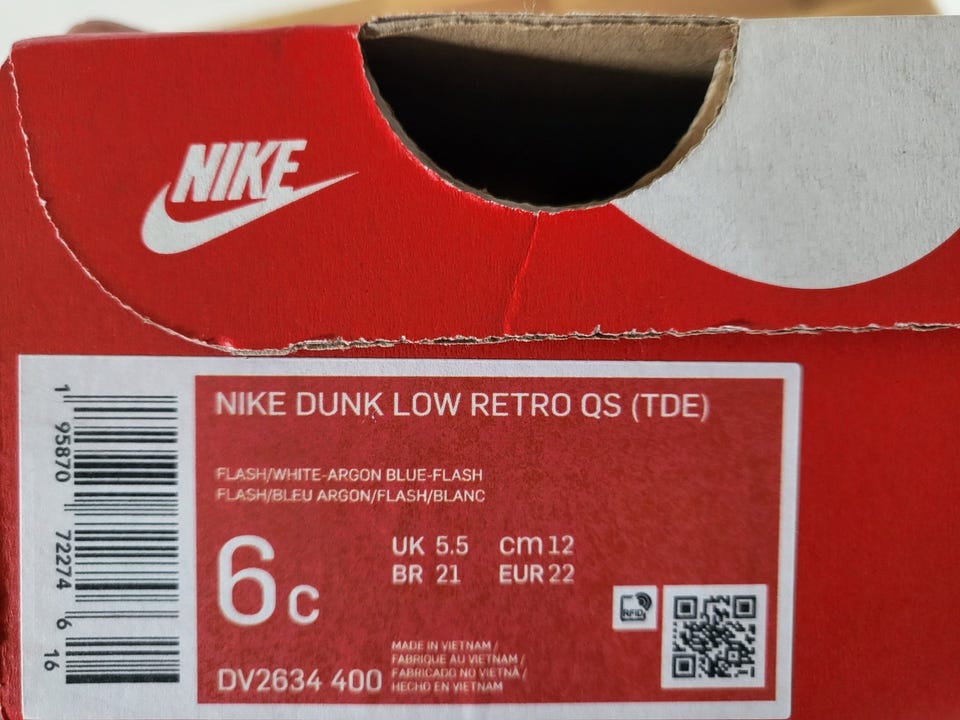 NIKE
NIKE DUNK LOW RETRO QS (TDE)
FLASH/WHITE-ARGON BLUE-FLASH
FLASH/BLEU ARGON/FLASH/BLANC
6c
UK 5.5 cm 12
BR 21 EUR 22
RFID
DV2634 400
MADE IN VIETNAM /
FABRIQUE AU VIETNAM /
FABRICADO NO VIETNÃ /
HECHO EN VIETNAM
1 95870 72274 6 16